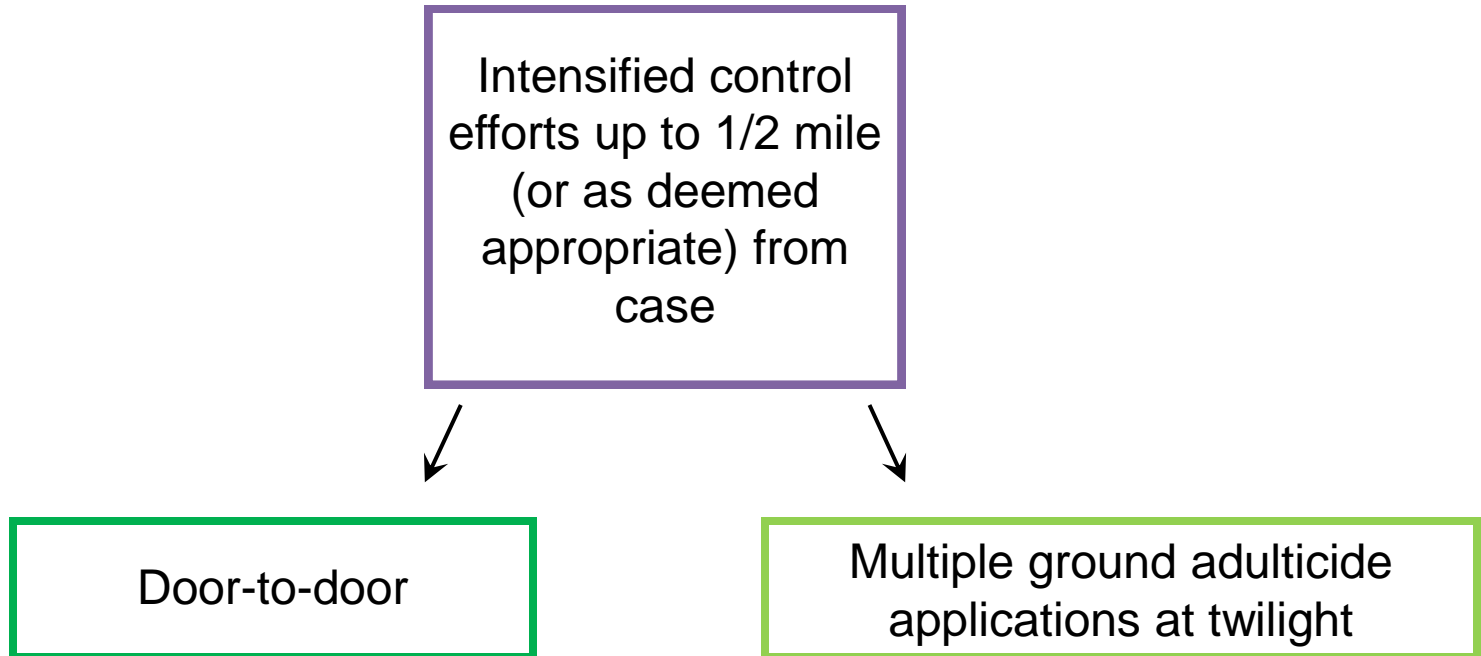 Intensified control
efforts up to 1/2 mile
(or as deemed
appropriate) from
case
Door-to-door
Multiple ground adulticide
applications at twilight